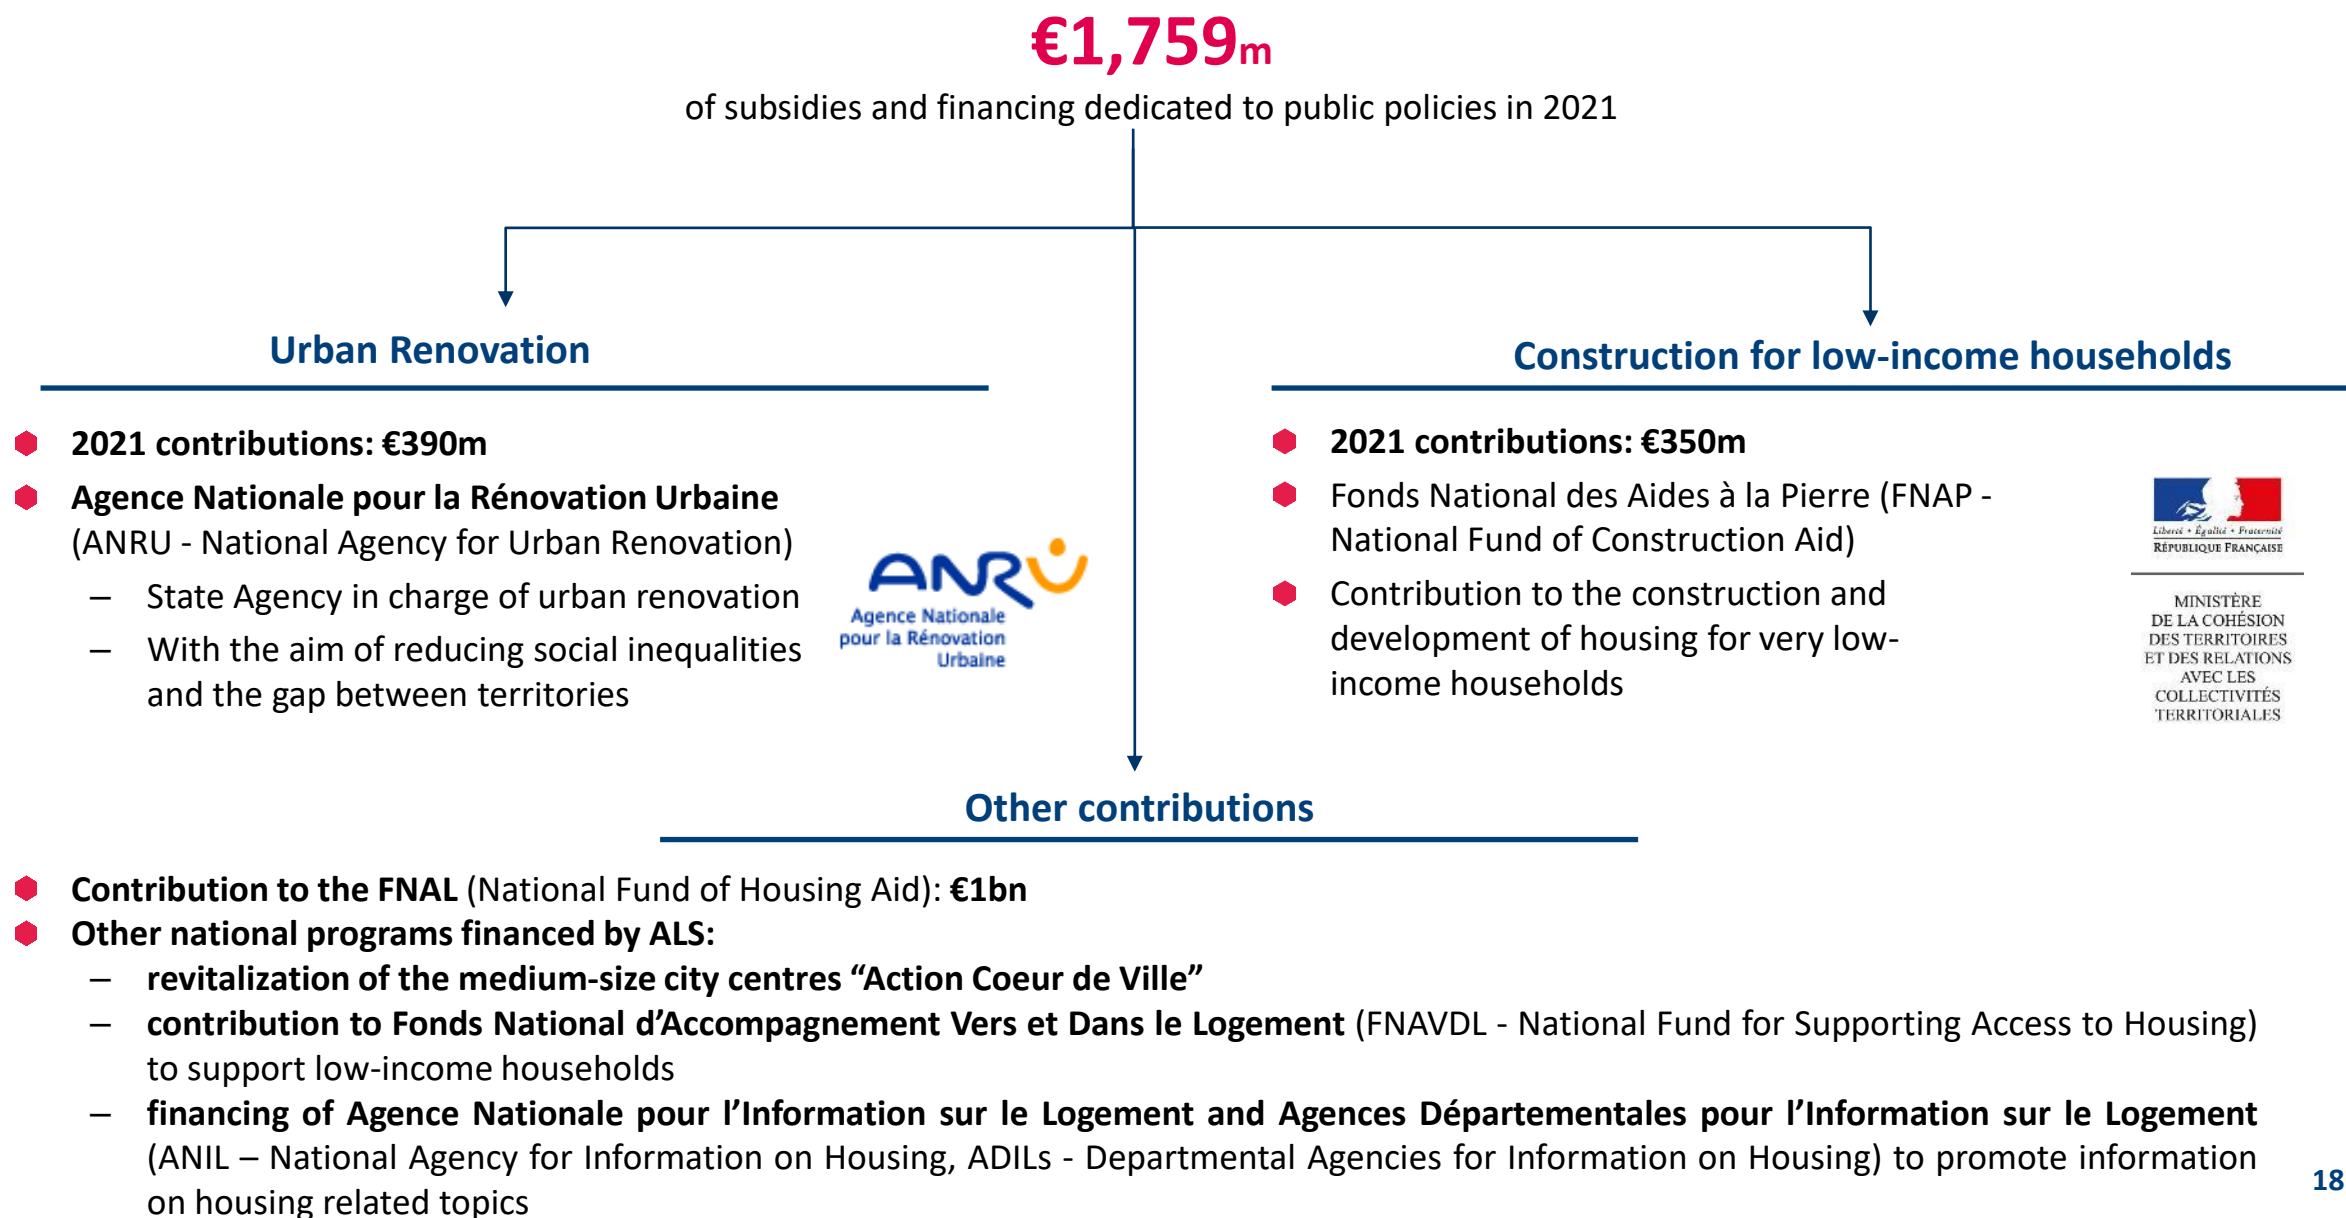 €1,759m
of subsidies and financing dedicated to public policies in 2021
Urban Renovation
2021 contributions: €390m
Agence Nationale pour la Rénovation Urbaine
(ANRU - National Agency for Urban Renovation)
– State Agency in charge of urban renovation
– With the aim of reducing social inequalities
and the gap between territories
ANRU
Agence Nationale
pour la Rénovation
Urbaine
Construction for low-income households
2021 contributions: €350m
Fonds National des Aides à la Pierre (FNAP -
National Fund of Construction Aid)
Contribution to the construction and
development of housing for very low-
income households
Liberté • Égalité • Fraternité
RÉPUBLIQUE FRANÇAISE
MINISTÈRE
DE LA COHÉSION
DES TERRITOIRES
ET DES RELATIONS
AVEC LES
COLLECTIVITÉS
TERRITORIALES
Other contributions
Contribution to the FNAL (National Fund of Housing Aid): €1bn
Other national programs financed by ALS:
– revitalization of the medium-size city centres “Action Coeur de Ville”
– contribution to Fonds National d’Accompagnement Vers et Dans le Logement (FNAVDL - National Fund for Supporting Access to Housing)
to support low-income households
– financing of Agence Nationale pour l’Information sur le Logement and Agences Départementales pour l’Information sur le Logement
(ANIL – National Agency for Information on Housing, ADILs - Departmental Agencies for Information on Housing) to promote information
on housing related topics
18